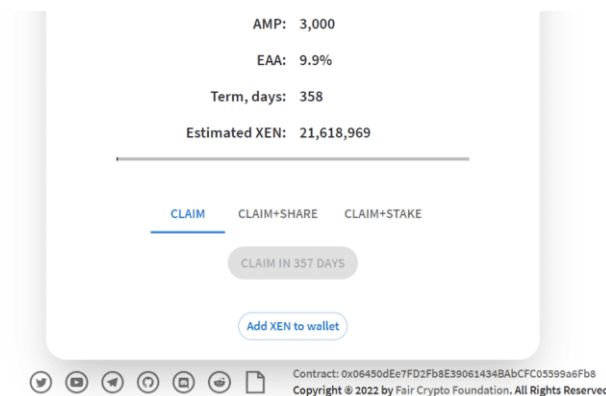 AMP: 3,000
EAA: 9.9%
Term, days: 358
Estimated XEN: 21,618,969
CLAIM CLAIM+SHARE CLAIM+STAKE
CLAIM IN 357 DAYS
Add XEN to wallet
Contract: 0x06450dEe7FD2Fb8E39061434BAbCFC05599a6Fb8
Copyright © 2022 by Fair Crypto Foundation. All Rights Reserved